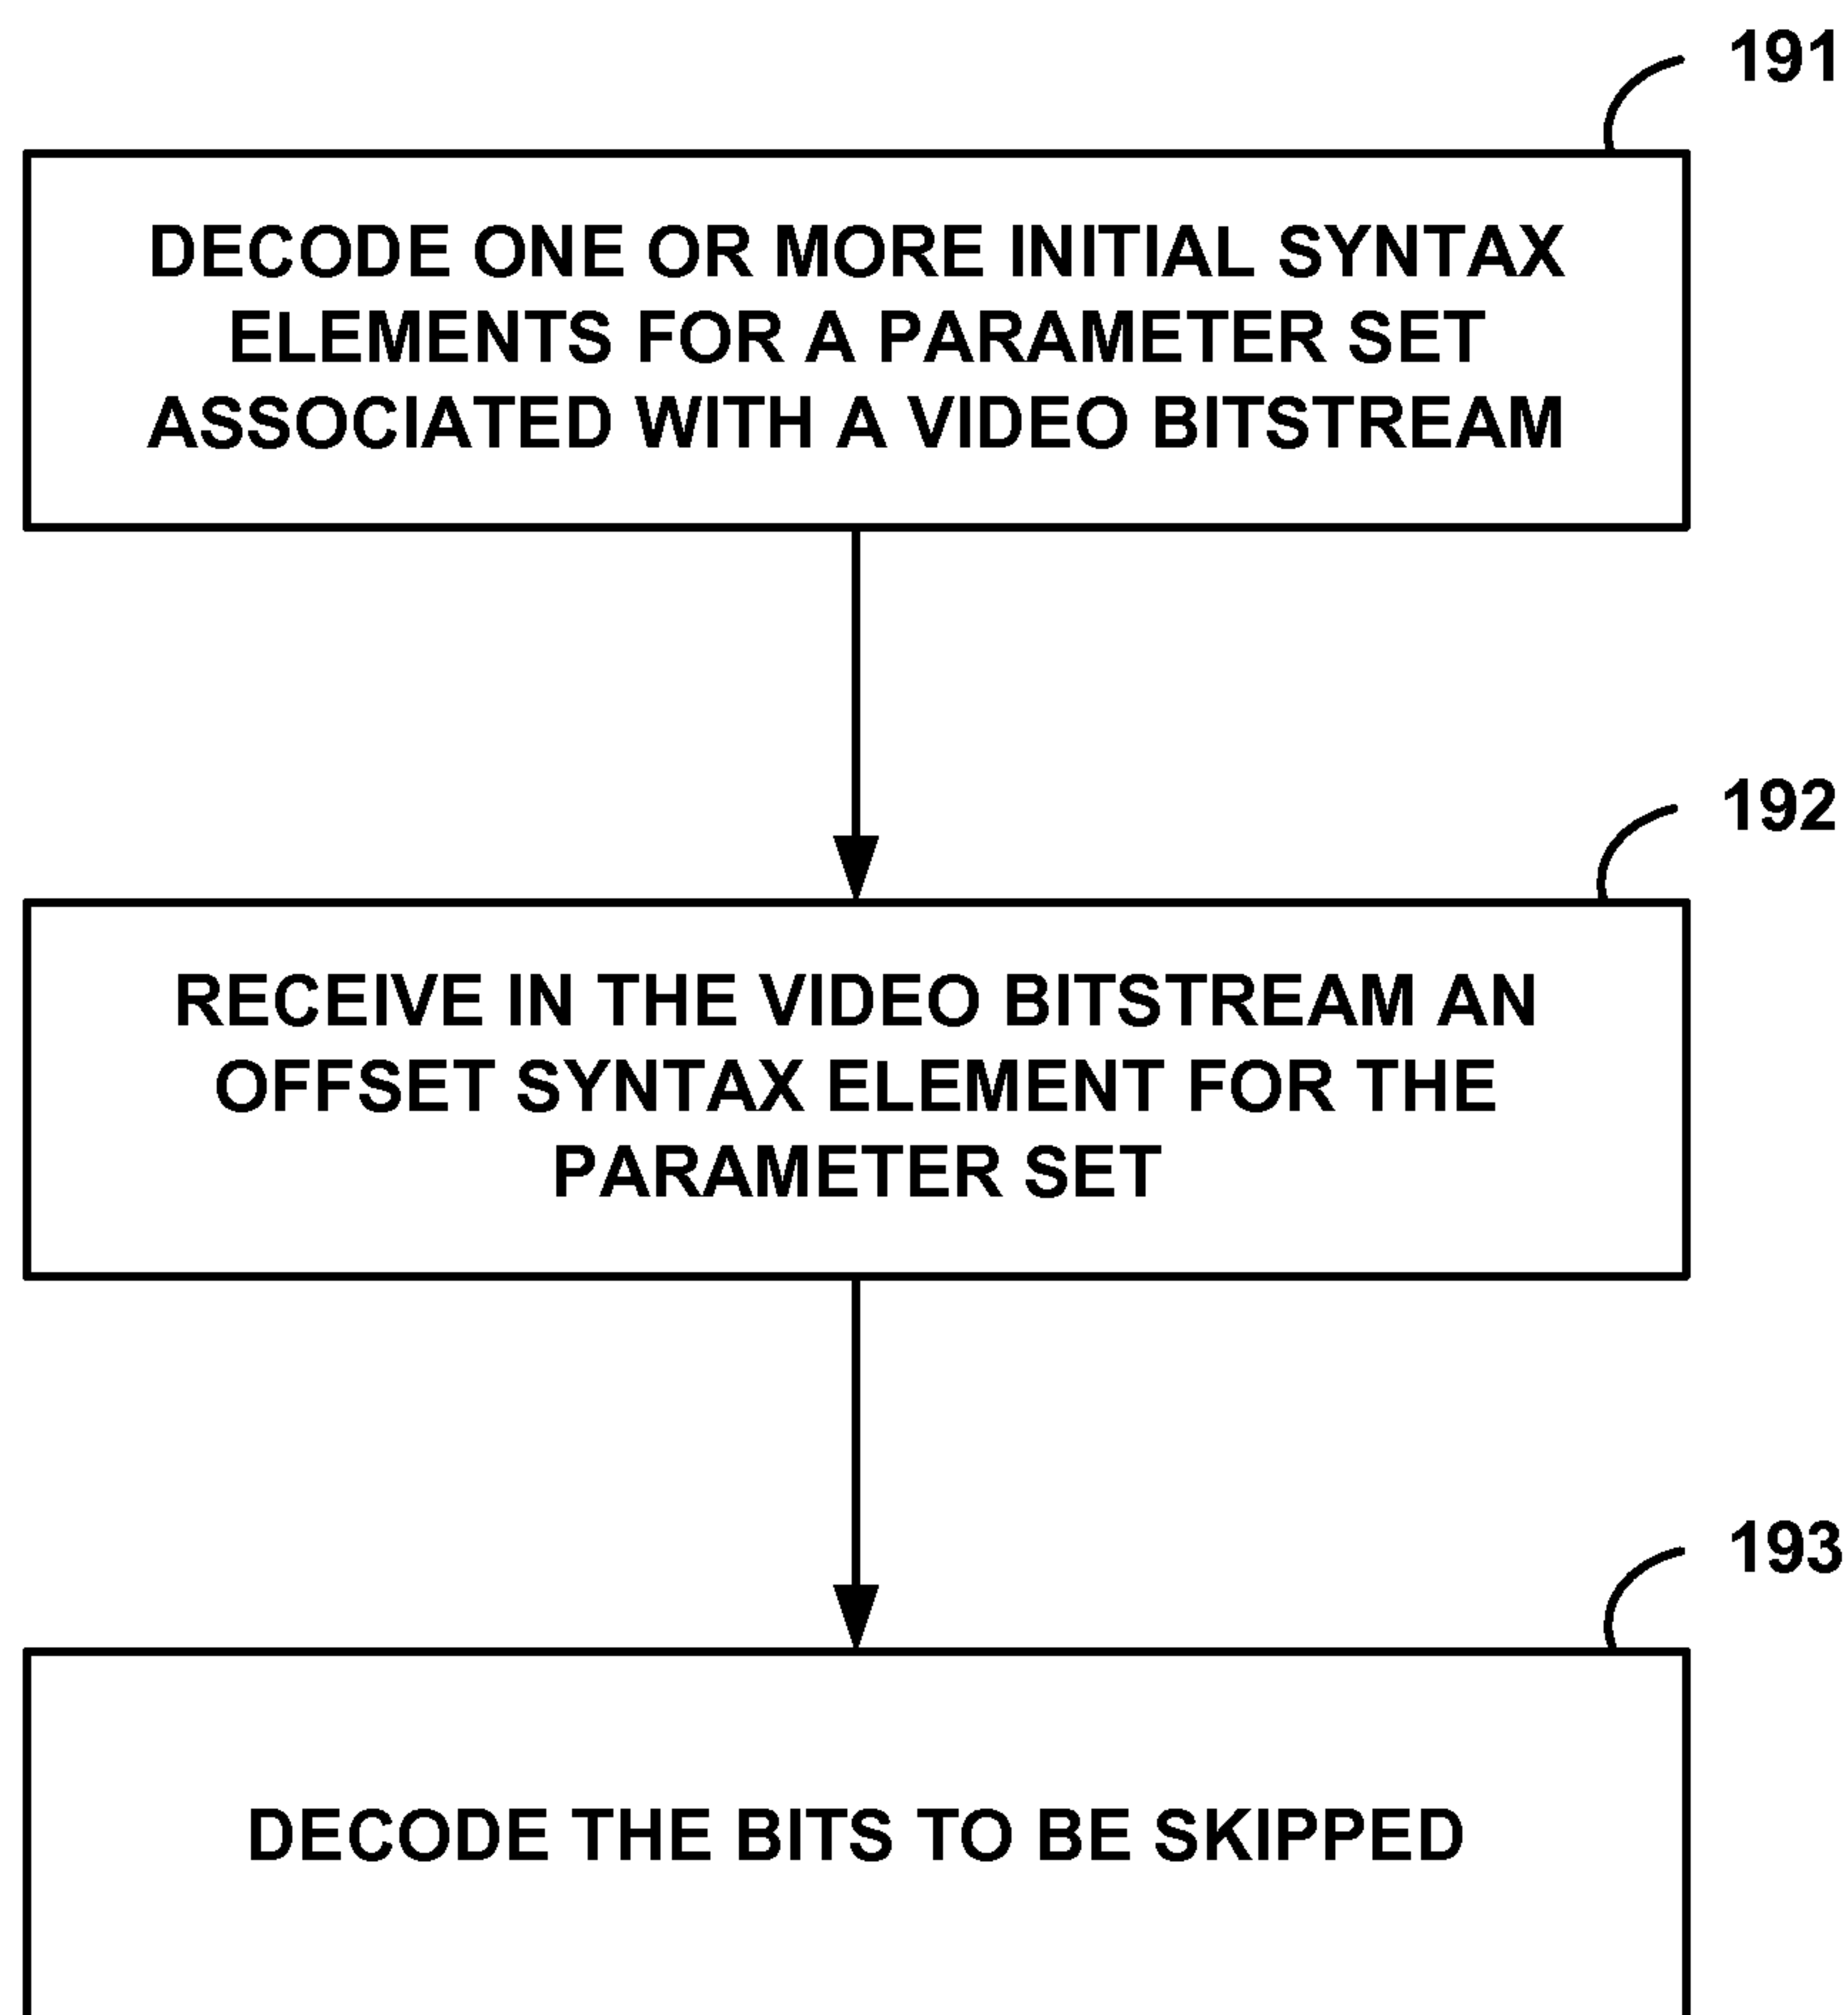 191
DECODE ONE OR MORE INITIAL SYNTAX
ELEMENTS FOR A PARAMETER SET
ASSOCIATED WITH A VIDEO BITSTREAM
192
RECEIVE IN THE VIDEO BITSTREAM AN
OFFSET SYNTAX ELEMENT FOR THE
PARAMETER SET
193
DECODE THE BITS TO BE SKIPPED